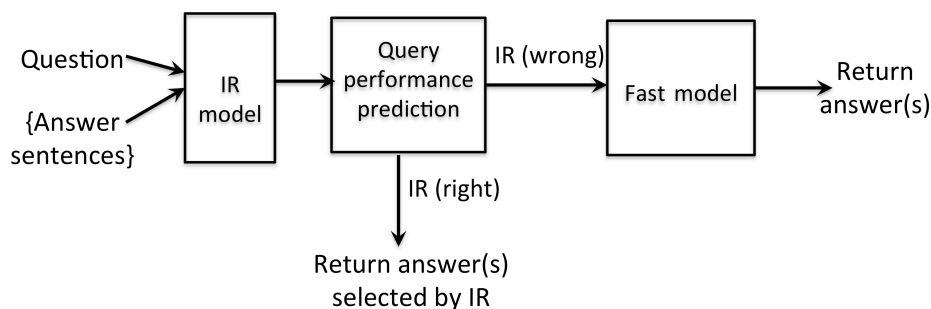 Question
{Answer
sentences}
IR
model
Query
performance
prediction
IR (wrong)
Fast model
Return
answer(s)
IR (right)
Return answer(s)
selected by IR